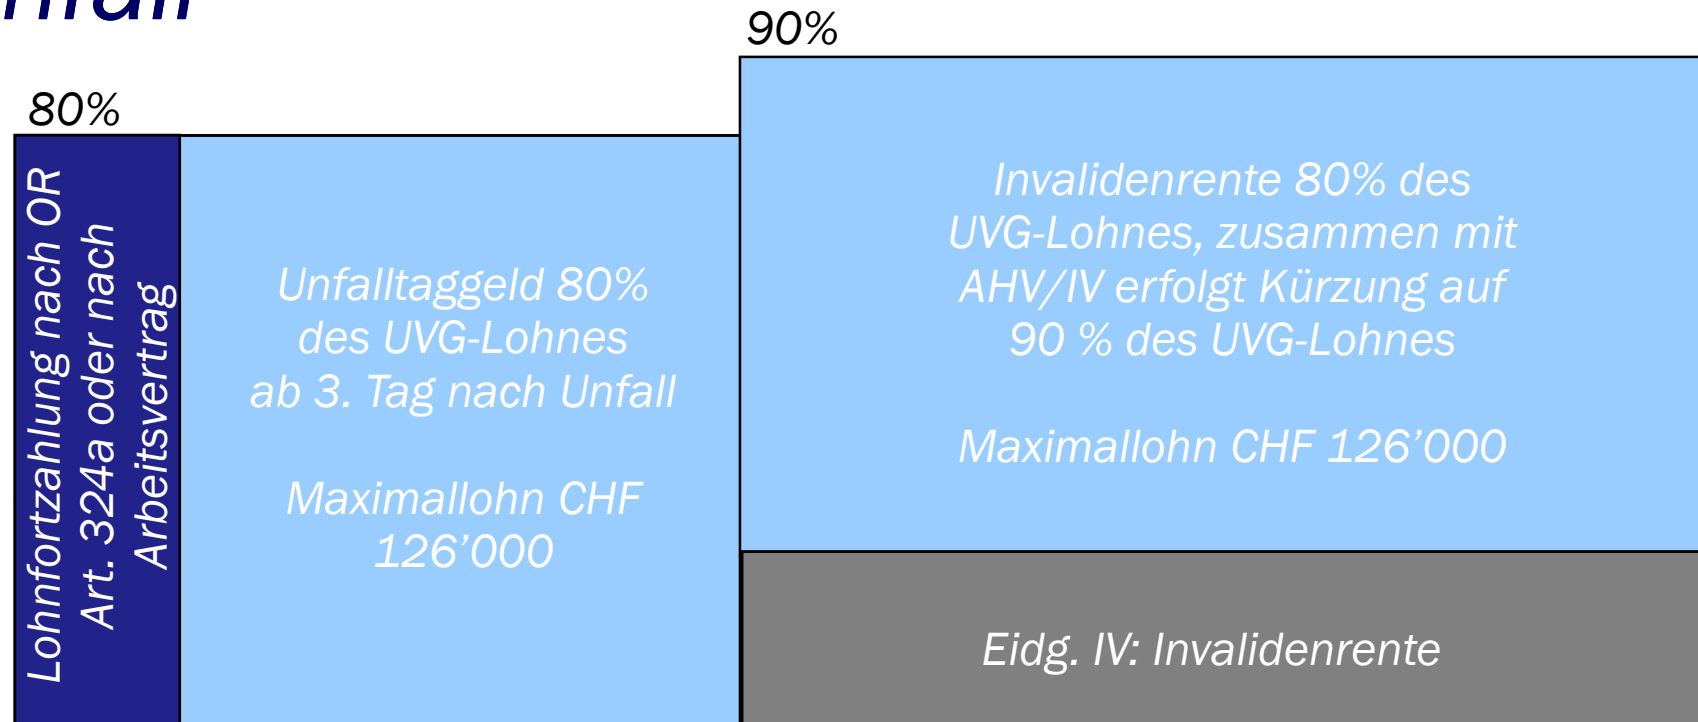 80%
90%
Lohnfortzahlung nach OR
Art. 324a oder nach
Arbeitsvertrag
Unfalltaggeld 80%
des UVG-Lohnes
ab 3. Tag nach Unfall
Maximallohn CHF
126’000
Invalidenrente 80% des
UVG-Lohnes, zusammen mit
AHV/IV erfolgt Kürzung auf
90 % des UVG-Lohnes
Maximallohn CHF 126’000
Eidg. IV: Invalidenrente